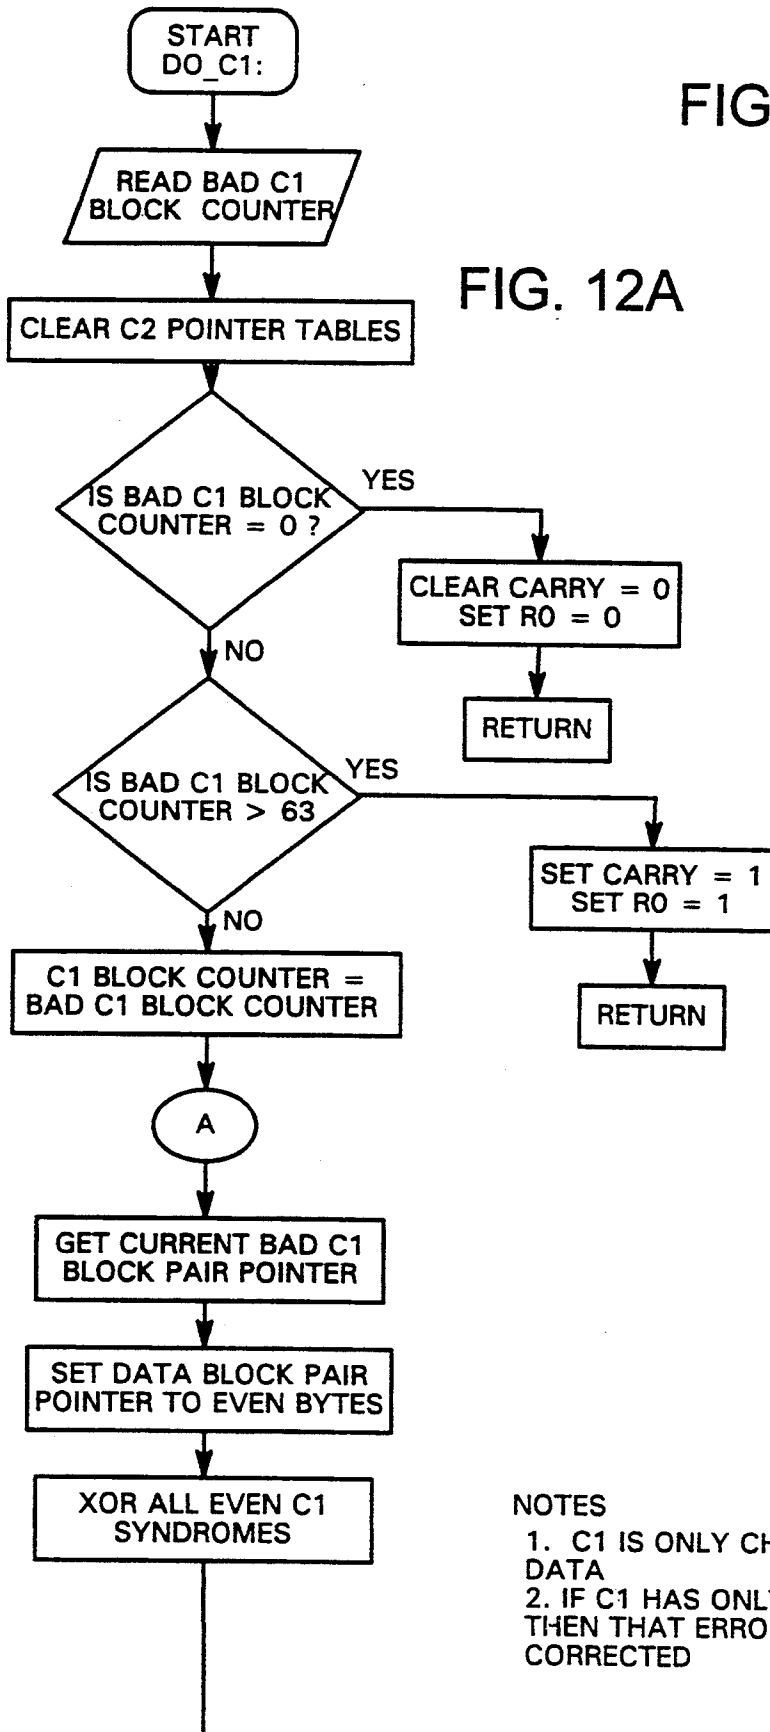 START
DO_C1:
FIG
READ BAD C1
BLOCK COUNTER
FIG. 12A
CLEAR C2 POINTER TABLES
IS BAD C1 BLOCK
COUNTER = 0 ?
YES
CLEAR CARRY = 0
SET R0 = 0
NO
RETURN
IS BAD C1 BLOCK
COUNTER > 63
YES
SET CARRY = 1
SET R0 = 1
NO
C1 BLOCK COUNTER =
BAD C1 BLOCK COUNTER
RETURN
A
GET CURRENT BAD C1
BLOCK PAIR POINTER
SET DATA BLOCK PAIR
POINTER TO EVEN BYTES
XOR ALL EVEN C1
SYNDROMES
NOTES
1. C1 IS ONLY CH
DATA
2. IF C1 HAS ONLY
THEN THAT ERRO
CORRECTED